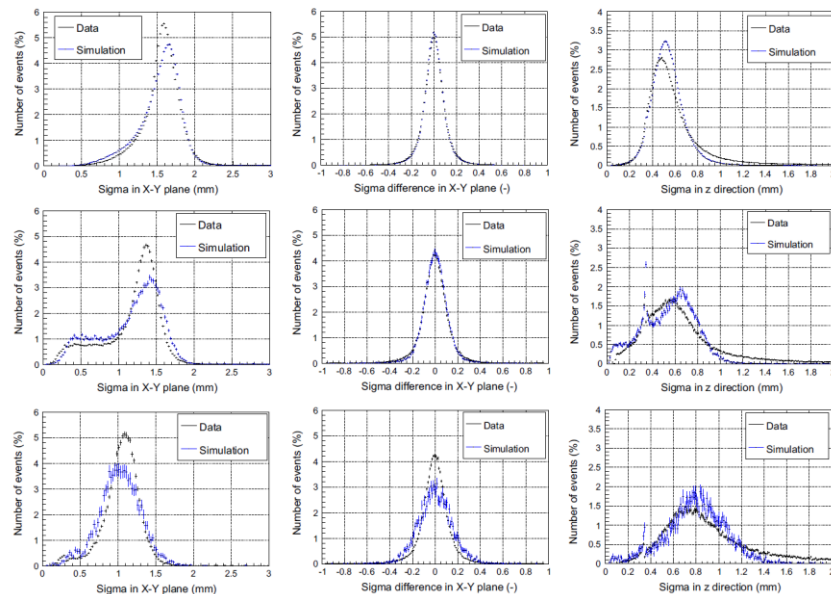 Number of events (%)
6
5
4
3
2
1
0
Data
Simulation
0 0.5 1 1.5 2 2.5 3
Sigma in X-Y plane (mm)
Number of events (%)
6
5
4
3
2
1
0
Data
Simulation
-1 -0.8 -0.6 -0.4 -0.2 0 0.2 0.4 0.6 0.8 1
Sigma difference in X-Y plane (-)
Number of events (%)
4
3.5
3
2.5
2
1.5
1
0.5
0
Data
Simulation
0 0.2 0.4 0.6 0.8 1 1.2 1.4 1.6 1.8
Sigma in z direction (mm)
Number of events (%)
6
5
4
3
2
1
0
Data
Simulation
0 0.5 1 1.5 2 2.5 3
Sigma in X-Y plane (mm)
Number of events (%)
6
5
4
3
2
1
0
Data
Simulation
-1 -0.8 -0.6 -0.4 -0.2 0 0.2 0.4 0.6 0.8 1
Sigma difference in X-Y plane (-)
Number of events (%)
4
3.5
3
2.5
2
1.5
1
0.5
0
Data
Simulation
0 0.2 0.4 0.6 0.8 1 1.2 1.4 1.6 1.8
Sigma in z direction (mm)
Number of events (%)
6
5
4
3
2
1
0
Data
Simulation
0 0.5 1 1.5 2 2.5 3
Sigma in X-Y plane (mm)
Number of events (%)
6
5
4
3
2
1
0
Data
Simulation
-1 -0.8 -0.6 -0.4 -0.2 0 0.2 0.4 0.6 0.8 1
Sigma difference in X-Y plane (-)
Number of events (%)
4
3.5
3
2.5
2
1.5
1
0.5
0
Data
Simulation
0 0.2 0.4 0.6 0.8 1 1.2 1.4 1.6 1.8
Sigma in z direction (mm)